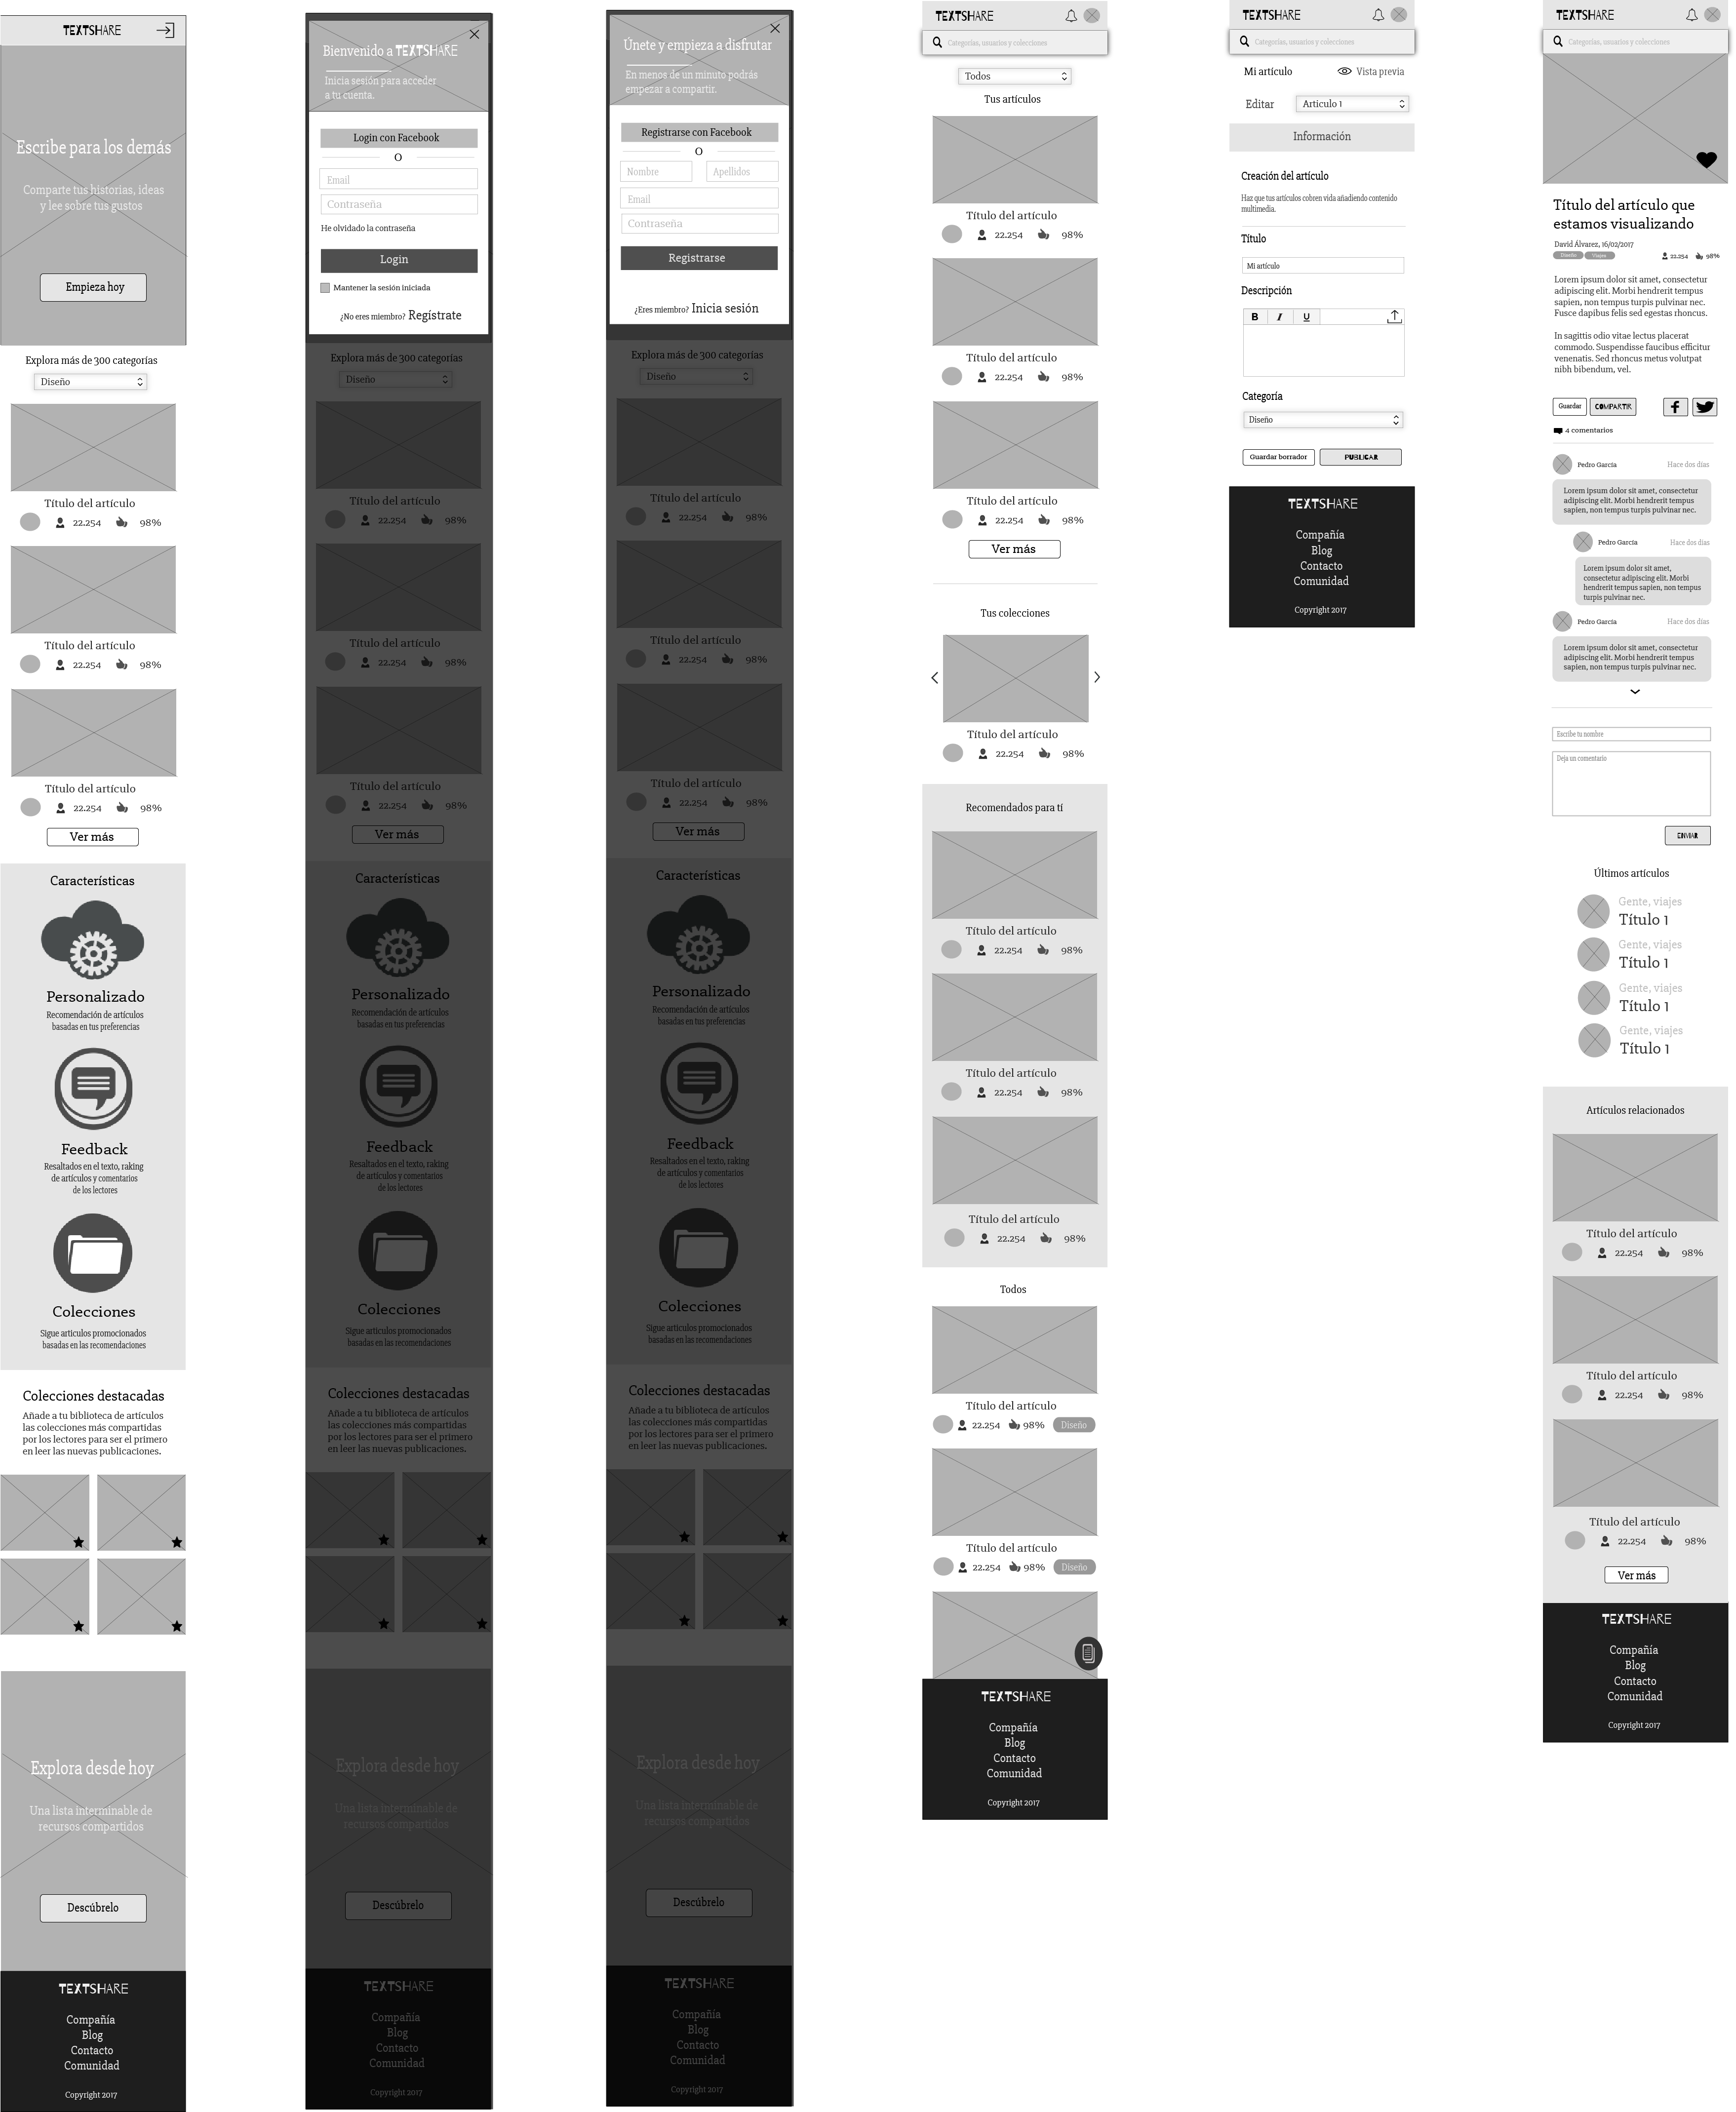 TEXTSHARE
Escribe para los demás
Comparte tus historias, ideas
y lee sobre tus gustos
Empieza hoy
Explora más de 300 categorías
Diseño
Título del artículo
22.254 98%
Título del artículo
22.254 98%
Título del artículo
22.254 98%
Ver más
Características
Personalizado
Recomendación de artículos
basadas en tus preferencias
Feedback
Resaltados en el texto, raking
de artículos y comentarios
de los lectores
Colecciones
Sigue articulos promocionados
basadas en las recomendaciones
Colecciones destacadas
Añade a tu biblioteca de artículos
las colecciones más compartidas
por los lectores para ser el primero
en leer las nuevas publicaciones.
Explora desde hoy
Una lista interminable de
recursos compartidos
Descúbrelo
TEXTSHARE
Compañía
Blog
Contacto
Comunidad
Copyright 2017
Bienvenido a TEXTSHARE
Inicia sesión para acceder
a tu cuenta.
Login con Facebook
O
Email
Contraseña
He olvidado la contraseña
Login
Mantener la sesión iniciada
¿No eres miembro? Regístrate
Explora más de 300 categorías
Diseño
Título del artículo
22.254 98%
Título del artículo
22.254 98%
Título del artículo
22.254 98%
Ver más
Características
Personalizado
Recomendación de artículos
basadas en tus preferencias
Feedback
Resaltados en el texto, raking
de artículos y comentarios
de los lectores
Colecciones
Sigue articulos promocionados
basadas en las recomendaciones
Colecciones destacadas
Añade a tu biblioteca de artículos
las colecciones más compartidas
por los lectores para ser el primero
en leer las nuevas publicaciones.
Explora desde hoy
Una lista interminable de
recursos compartidos
Descúbrelo
TEXTSHARE
Compañía
Blog
Contacto
Comunidad
Copyright 2017
Únete y empieza a disfrutar
En menos de un minuto podrás
empezar a compartir.
Registrarse con Facebook
O
Nombre Apellidos
Email
Contraseña
Registrarse
¿Eres miembro? Inicia sesión
Explora más de 300 categorías
Diseño
Título del artículo
22.254 98%
Título del artículo
22.254 98%
Título del artículo
22.254 98%
Ver más
Características
Personalizado
Recomendación de artículos
basadas en tus preferencias
Feedback
Resaltados en el texto, raking
de artículos y comentarios
de los lectores
Colecciones
Sigue articulos promocionados
basadas en las recomendaciones
Colecciones destacadas
Añade a tu biblioteca de artículos
las colecciones más compartidas
por los lectores para ser el primero
en leer las nuevas publicaciones.
Explora desde hoy
Una lista interminable de
recursos compartidos
Descúbrelo
TEXTSHARE
Compañía
Blog
Contacto
Comunidad
Copyright 2017
TEXTSHARE
Categorías, usuarios y colecciones
Todos
Tus artículos
Título del artículo
22.254 98%
Título del artículo
22.254 98%
Título del artículo
22.254 98%
Ver más
Tus colecciones
Título del artículo
22.254 98%
Recomendados para ti
Título del artículo
22.254 98%
Título del artículo
22.254 98%
Título del artículo
22.254 98%
Todos
Título del artículo
22.254 98% Diseño
Título del artículo
22.254 98% Diseño
TEXTSHARE
Compañía
Blog
Contacto
Comunidad
Copyright 2017
TEXTSHARE
Categorías, usuarios y colecciones
Mi artículo Vista previa
Editar Articulo 1
Información
Creación del artículo
Haz que tus artículos cobren vida añadiendo contenido
multimedia.
Título
Mi artículo
Descripción
B I U
Categoría
Diseño
Guardar borrador PUBLICAR
TEXTSHARE
Compañía
Blog
Contacto
Comunidad
Copyright 2017
TEXTSHARE
Categorías, usuarios y colecciones
Título del artículo que
estamos visualizando
David Álvarez, 16/02/2017
Diseño Viajes 22.254 98%
Lorem ipsum dolor sit amet, consectetur
adipiscing elit. Morbi hendrerit tempus
sapien, non tempus turpis pulvinar nec.
Fusce dapibus felis sed egestas rhoncus.
In sagittis odio vitae lectus placerat
commodo. Suspendisse faucibus efficitur
venenatis. Sed rhoncus metus volutpat
nibh bibendum, vel.
Guardar COMPARTIR
4 comentarios
Pedro García Hace dos días
Lorem ipsum dolor sit amet, consectetur
adipiscing elit. Morbi hendrerit tempus
sapien, non tempus turpis pulvinar nec.
Pedro García Hace dos días
Lorem ipsum dolor sit amet,
consectetur adipiscing elit. Morbi
hendrerit tempus sapien, non tempus
turpis pulvinar nec.
Pedro García Hace dos días
Lorem ipsum dolor sit amet, consectetur
adipiscing elit. Morbi hendrerit tempus
sapien, non tempus turpis pulvinar nec.
Escribe tu nombre
Deja un comentario
ENVIAR
Últimos artículos
Gente, viajes
Título 1
Gente, viajes
Título 1
Gente, viajes
Título 1
Gente, viajes
Título 1
Artículos relacionados
Título del artículo
22.254 98%
Título del artículo
22.254 98%
Título del artículo
22.254 98%
Ver más
TEXTSHARE
Compañía
Blog
Contacto
Comunidad
Copyright 2017